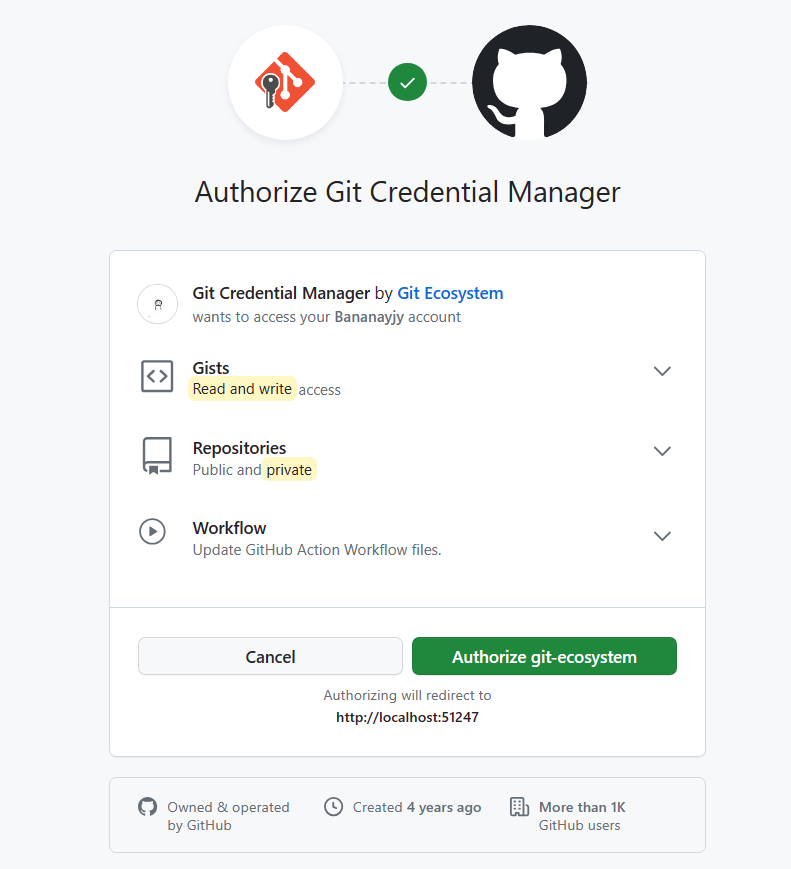 Authorize Git Credential Manager
Git Credential Manager by Git Ecosystem
wants to access your Bananayjy account
Gists
Read and write access
Repositories
Public and private
Workflow
Update GitHub Action Workflow files.
Cancel
Authorize git-ecosystem
Authorizing will redirect to
http://localhost:51247
Owned & operated
by GitHub
Created 4 years ago
More than 1K
GitHub users